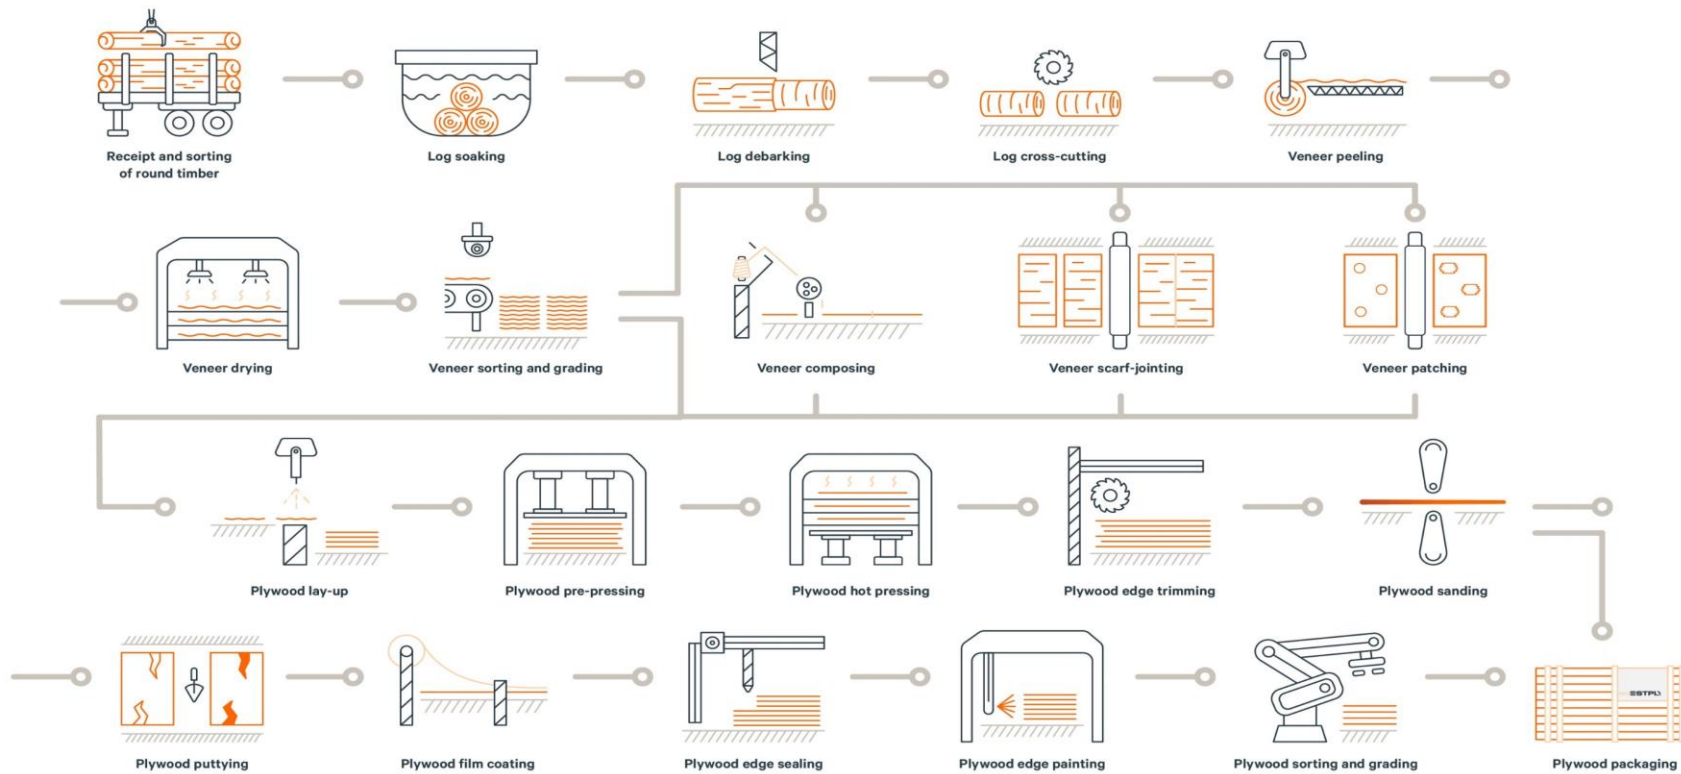 Receipt and sorting
of round timber
Log soaking
Log debarking
Log cross-cutting
Veneer peeling
Veneer drying
Veneer sorting and grading
Veneer composing
Veneer scarf-jointing
Veneer patching
Plywood lay-up
Plywood pre-pressing
Plywood hot pressing
Plywood edge trimming
Plywood sanding
ESTPLY
Plywood puttying
Plywood film coating
Plywood edge sealing
Plywood edge painting
Plywood sorting and grading
Plywood packaging